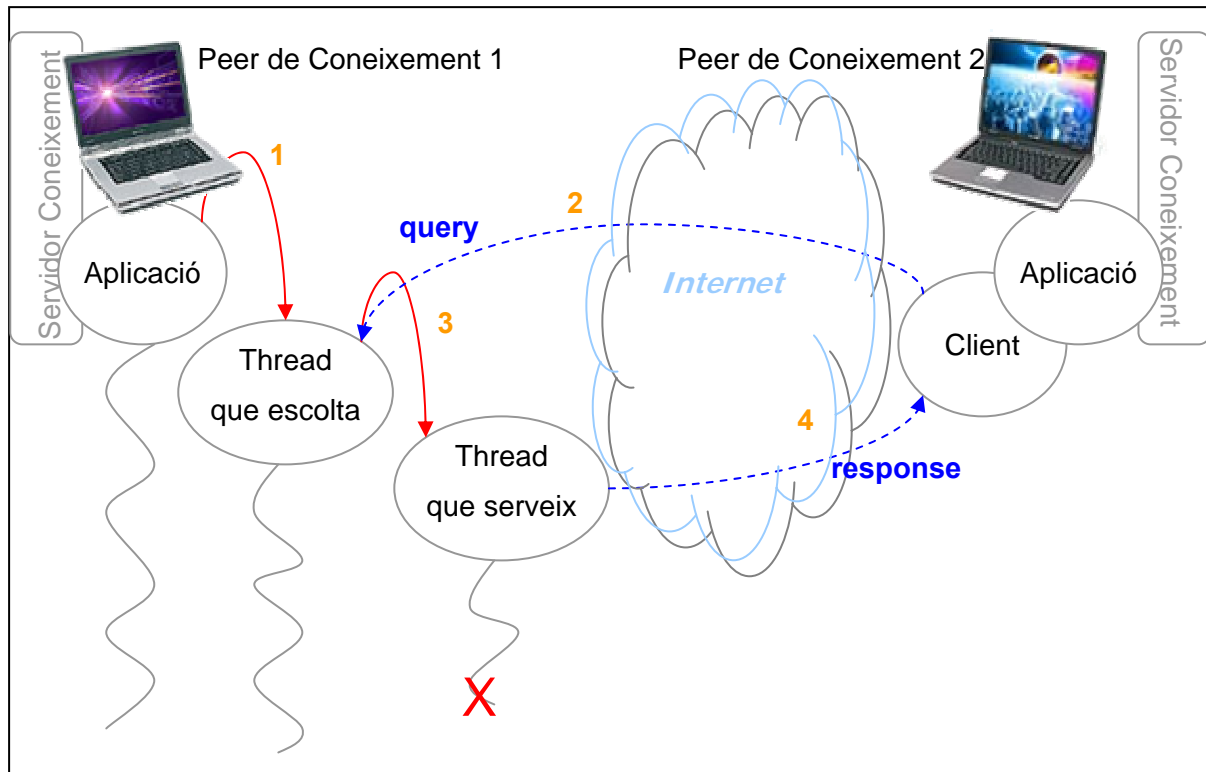 Peer de Coneixement 1
Peer de Coneixement 2
Servidor Coneixement
Servidor Coneixement
1
2
query
Aplicació
Internet
Aplicació
3
Client
Thread
que escolta
4
Thread
que serveix
response
X